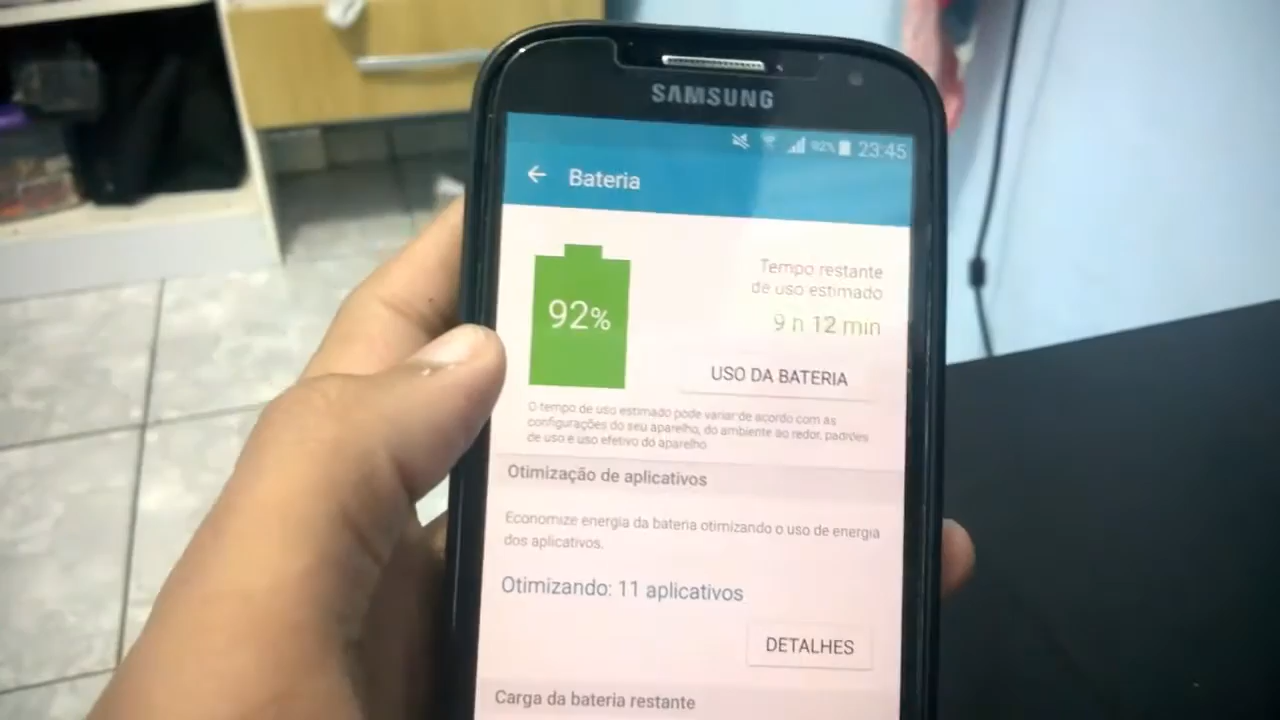 SAMSUNG
92% 23:45
Bateria
92%
Tempo restante
de uso estimado
9 h 12 min
USO DA BATERIA
O tempo de uso estimado pode variar de acordo com as
configurações do seu aparelho, do ambiente ao redor, padrões
de uso e uso efetivo do aparelho
Otimização de aplicativos
Economize energia da bateria otimizando o uso de energia
dos aplicativos.
Otimizando: 11 aplicativos
DETALHES
Carga da bateria restante